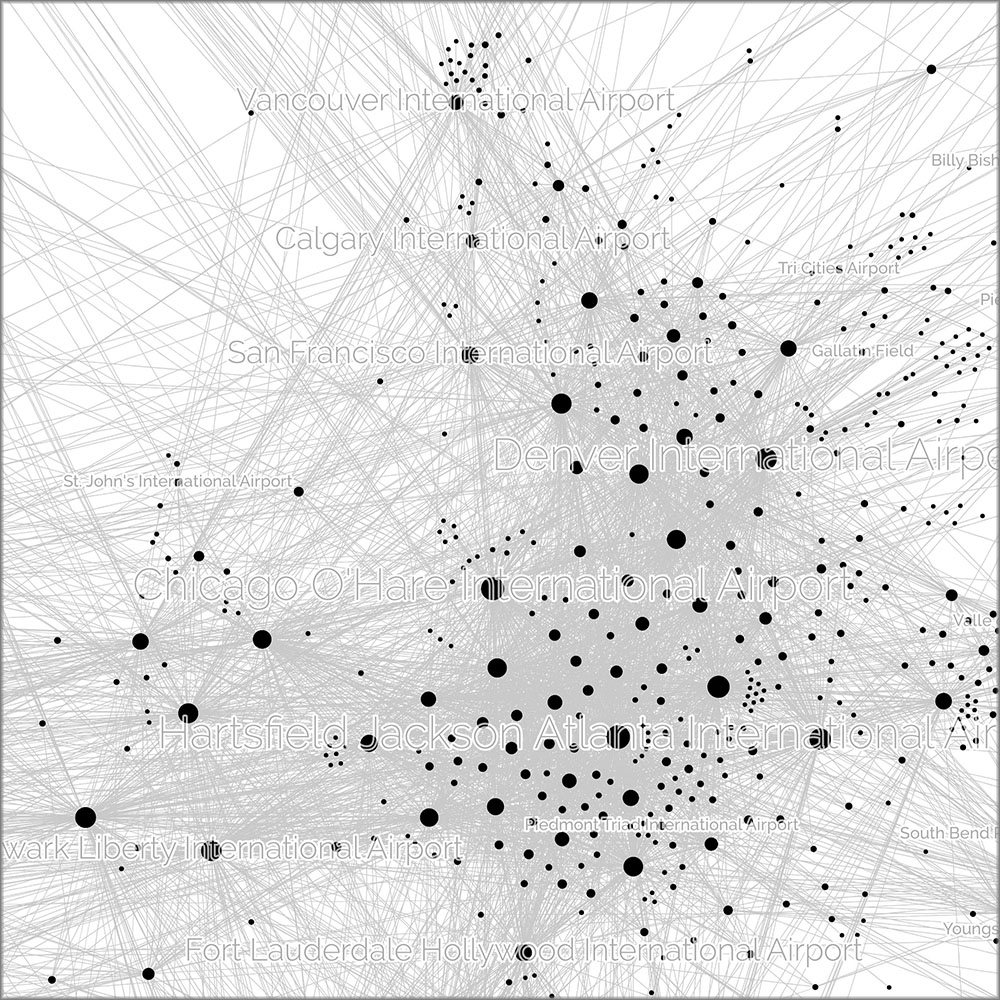 Vancouver International Airport
Billy Bish
Calgary International Airport
Tri Cities Airport
Pie
San Francisco International Airport
Gallatin Field
Denver International Airpo
St. John's International Airport
Chicago O'Hare International Airport
Valle
Hartsfield Jackson Atlanta International Air
Piedmont Triad International Airport
South Bend
wark Liberty International Airport
Youngs
Fort Lauderdale Hollywood International Airport